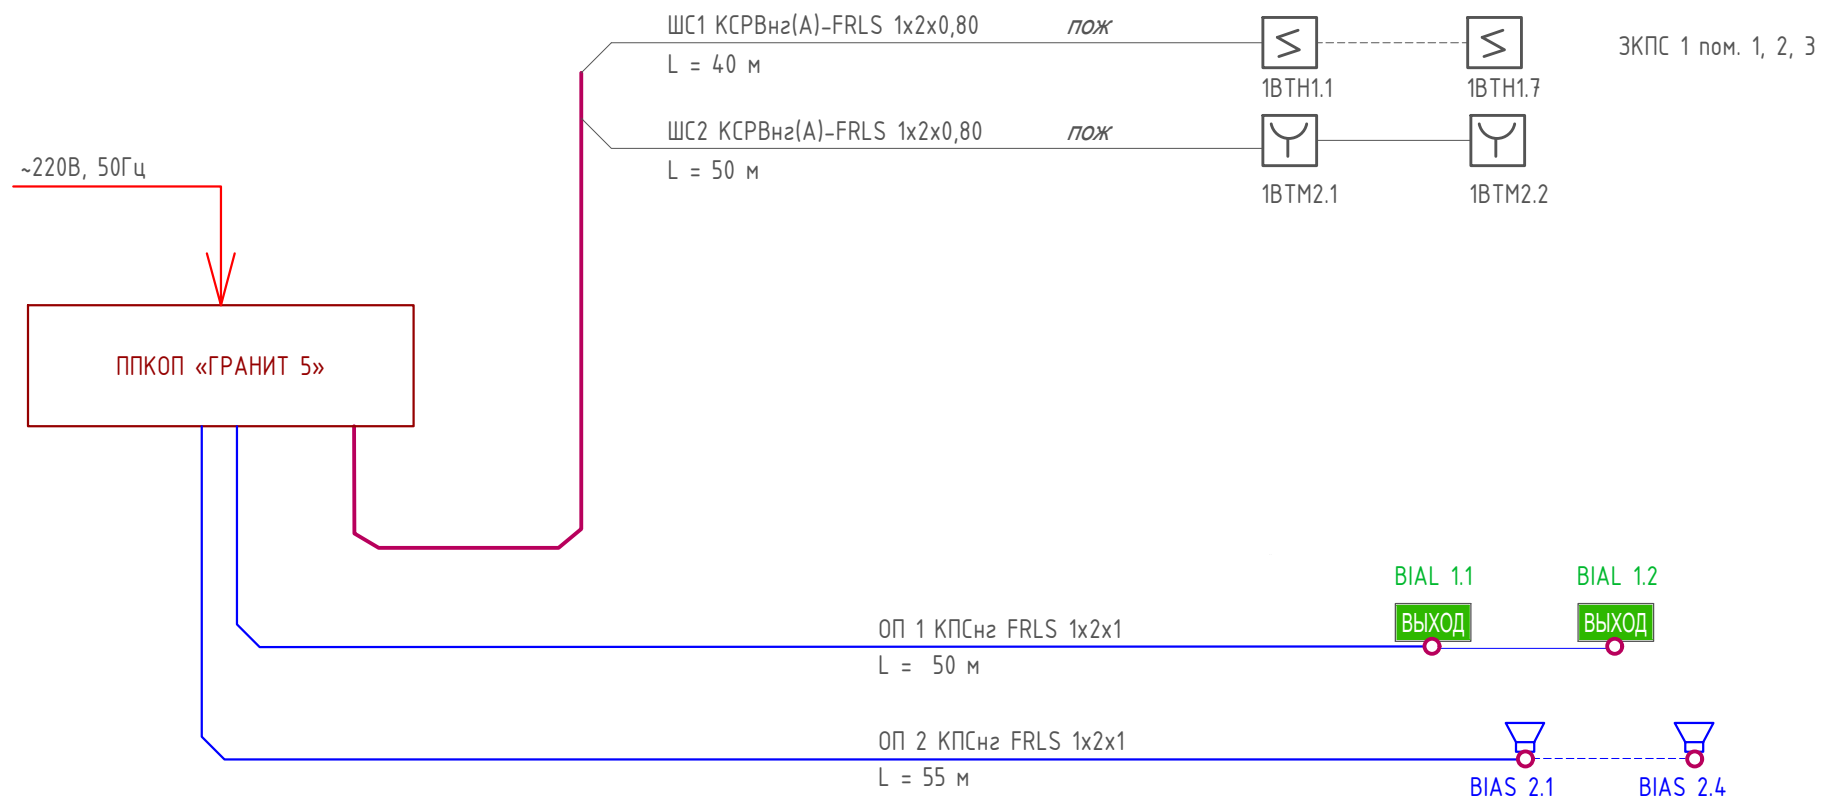 ШС1 КСРВнг(А)-FRLS 1x2x0,80 пож
L = 40 м
1ВТН1.1
1ВТН1.7
ЗКПС 1 пом. 1, 2, 3
ШС2 КСРВнг(А)-FRLS 1x2x0,80 пож
L = 50 м
1ВТМ2.1
1ВТМ2.2
~220В, 50Гц
ППКОП «ГРАНИТ 5»
BIAL 1.1
BIAL 1.2
ВЫХОД
ВЫХОД
ОП 1 КПСнг FRLS 1x2x1
L = 50 м
ОП 2 КПСнг FRLS 1x2x1
L = 55 м
BIAS 2.1
BIAS 2.4